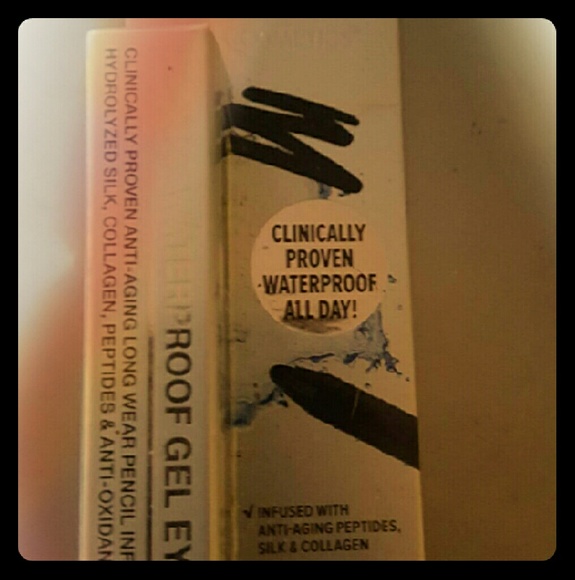 CLINICALLY PROVEN ANTI-AGING LONG WEAR PENCIL INF
HYDROLYZED SILK, COLLAGEN, PEPTIDES & ANTI-OXIDAN
WATERPROOF GEL EY
CLINICALLY
PROVEN
WATERPROOF
ALL DAY!
√ INFUSED WITH
ANTI-AGING PEPTIDES,
SILK & COLLAGEN